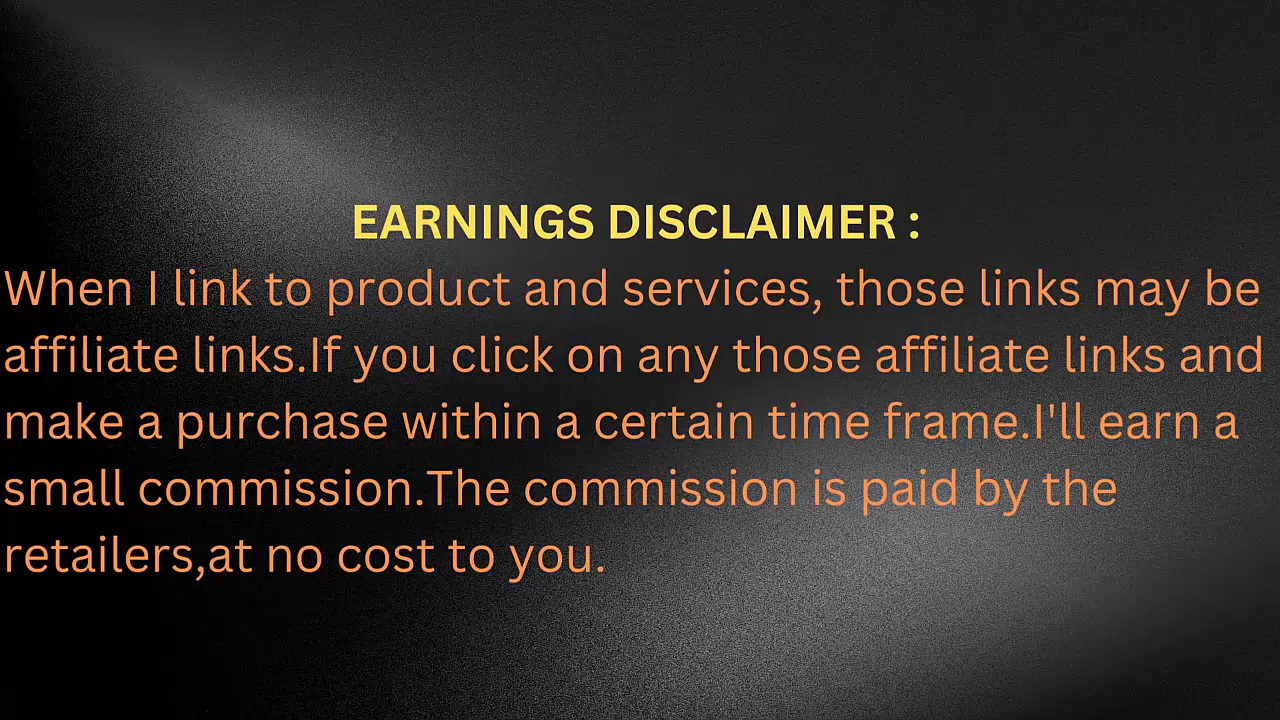 EARNINGS DISCLAIMER :
When I link to product and services, those links may be
affiliate links.If you click on any those affiliate links and
make a purchase within a certain time frame.I'll earn a
small commission.The commission is paid by the
retailers,at no cost to you.